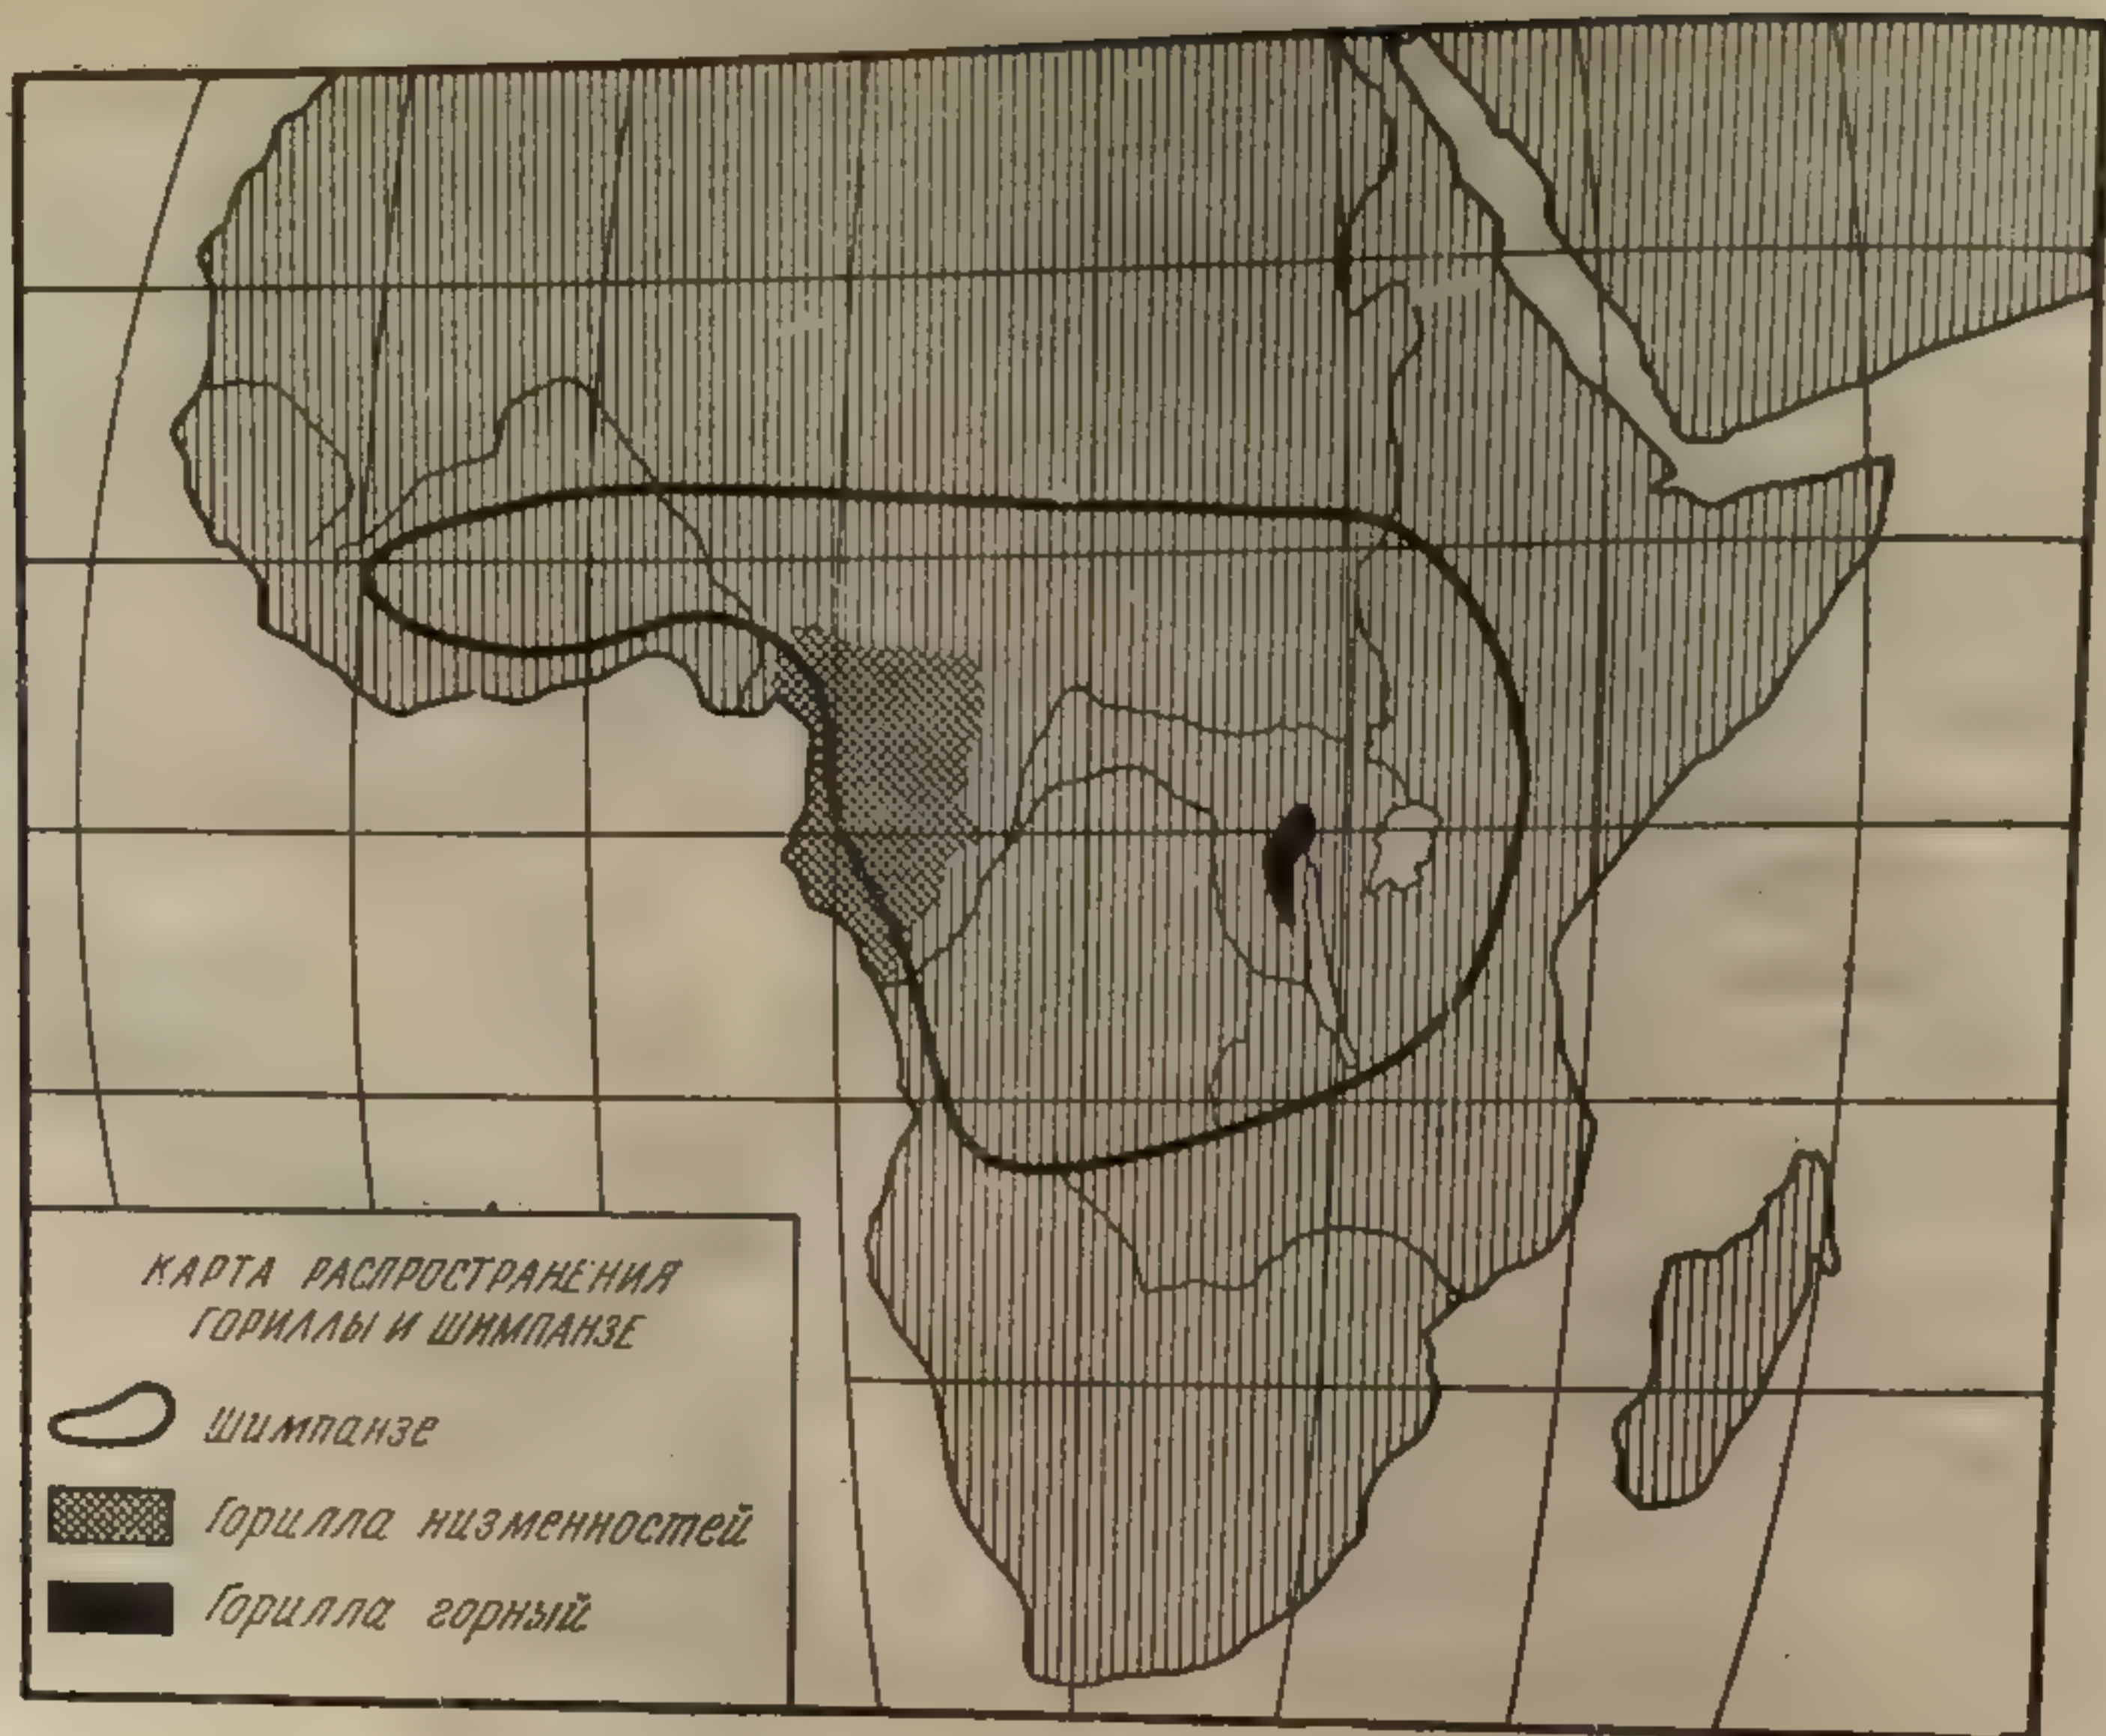 КАРТА РАСПРОСТРАНЕНИЯ
ГОРИЛЛЫ И ШИМПАНЗЕ
шимпанзе
Горилла низменностей
Горилла горный